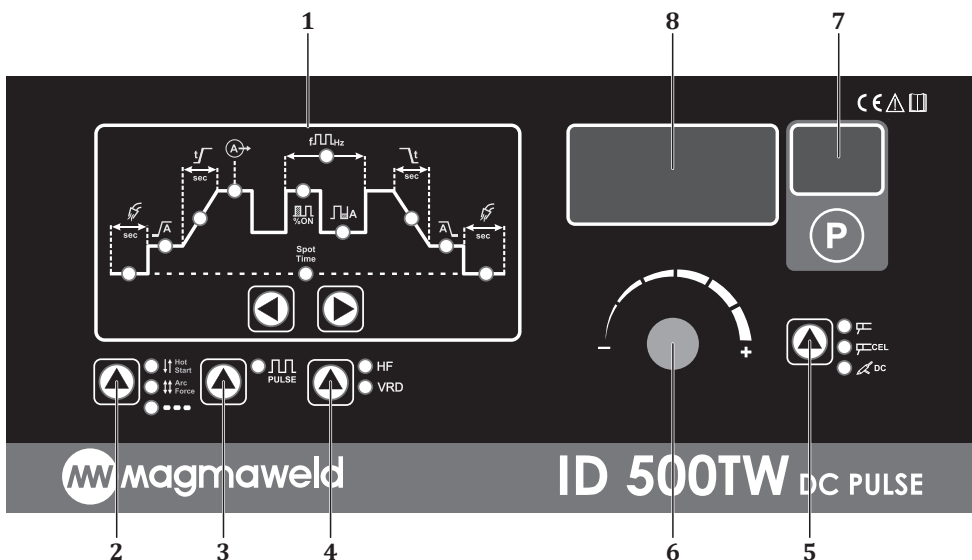 1 8 7
CE
t
sec
A
f Hz
t
sec
sec
A
%ON
A
A
sec
Spot
Time
P
Hot
Start
Arc
Force
PULSE
HF
VRD
- +
CEL
DC
magmaweld
ID 500TW DC PULSE
2 3 4 6 5